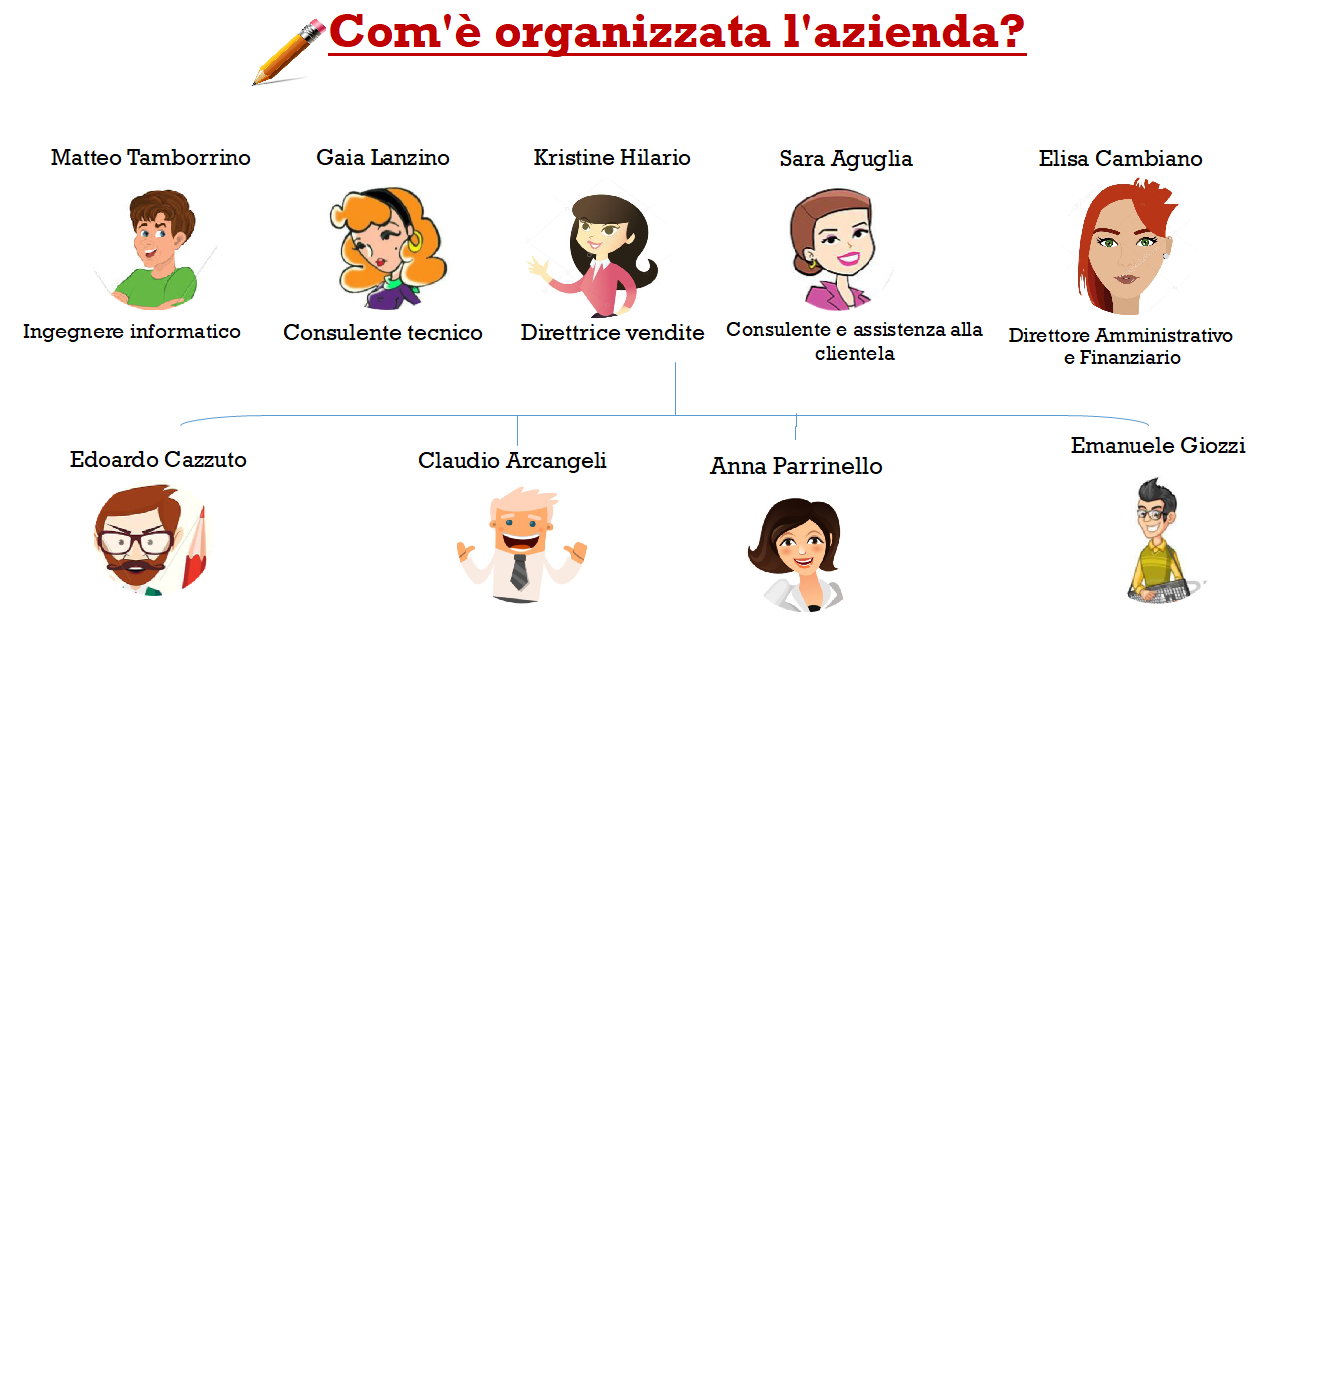 Com'è organizzata l'azienda?
Matteo Tamborrino
Gaia Lanzino
Kristine Hilario
Sara Aguglia
Elisa Cambiano
Ingegnere informatico
Consulente tecnico
Direttrice vendite
Consulente e assistenza alla
clientela
Direttore Amministrativo
e Finanziario
Edoardo Cazzuto
Claudio Arcangeli
Anna Parrinello
Emanuele Giozzi